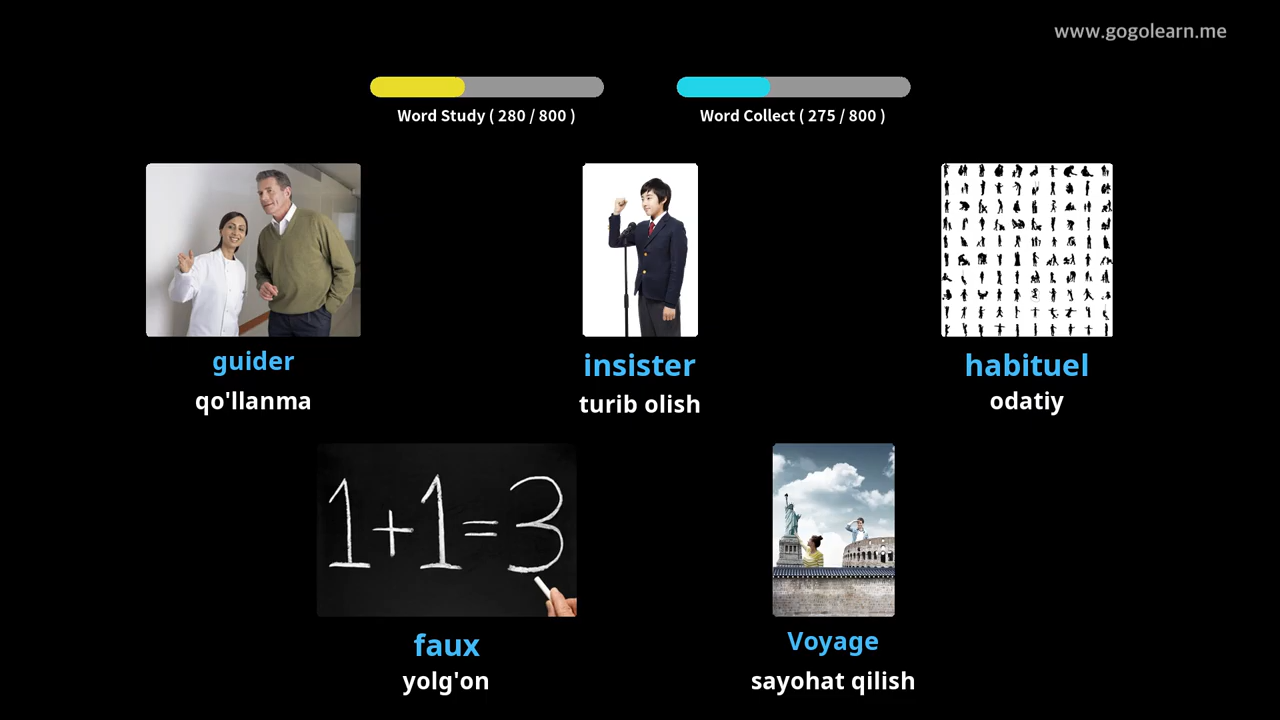 www.gogolearn.me
Word Study ( 280 / 800 )
Word Collect ( 275 / 800 )
guider
qo'llanma
insister
turib olish
habituel
odatiy
1+1=3
faux
yolg'on
Voyage
sayohat qilish